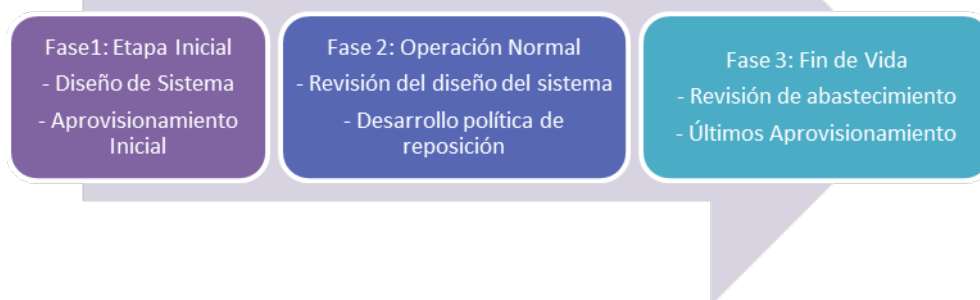 Fase1: Etapa Inicial
- Diseño de Sistema
- Aprovisionamiento
Inicial
Fase 2: Operación Normal
- Revisión del diseño del sistema
- Desarrollo política de
reposición
Fase 3: Fin de Vida
- Revisión de abastecimiento
- Últimos Aprovisionamiento